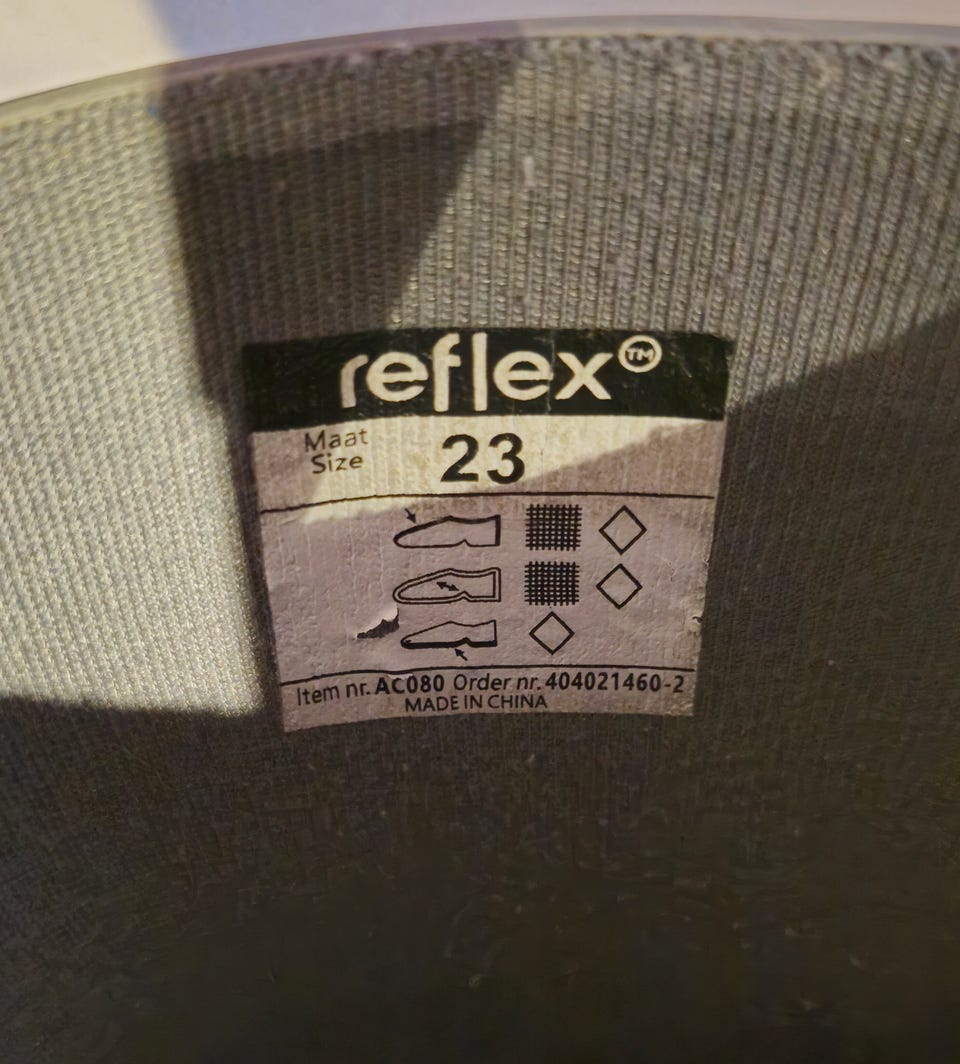 reflex™
Maat
Size
23
Item nr. AC080 Order nr. 404021460-2
MADE IN CHINA